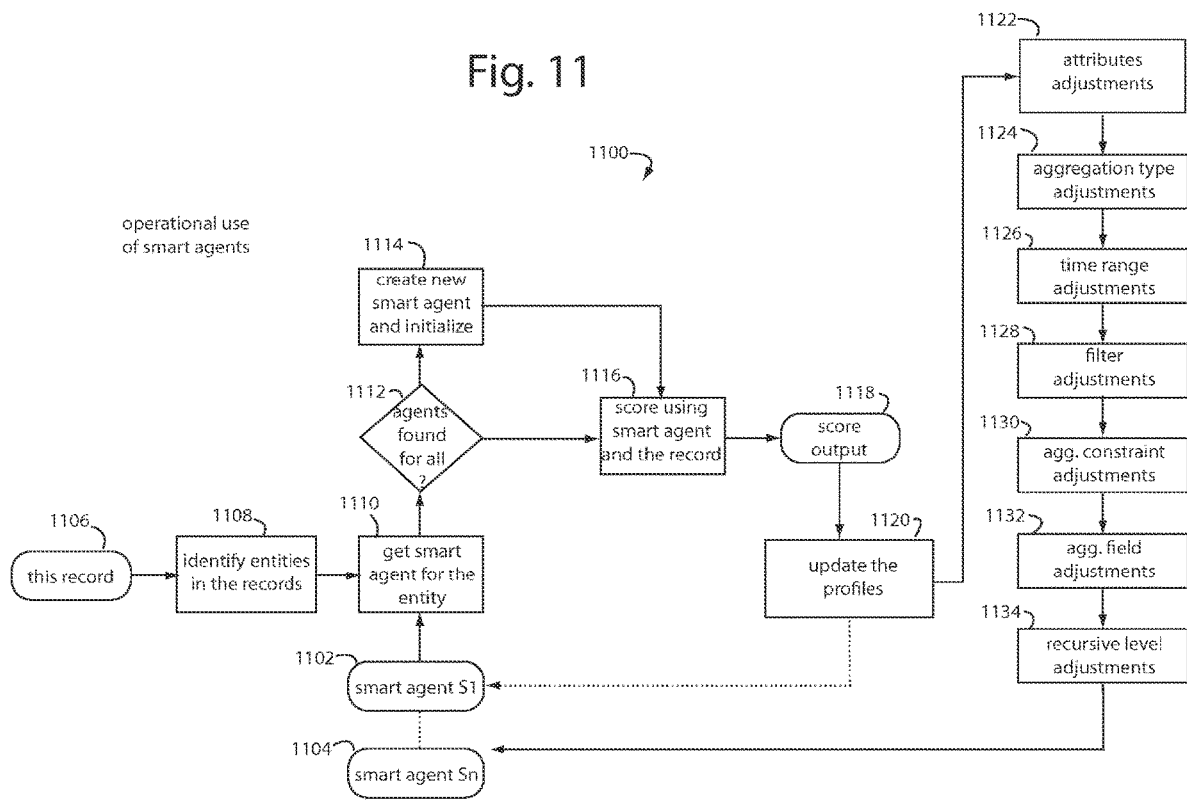 Fig. 11
1100
operational use
of smart agents
1114
create new
smart agent
and initialize
1112
agents
found
for all
?
1116
score using
smart agent
and the record
1118
score
output
1106
this record
1108
identify entities
in the records
1110
get smart
agent for the
entity
1120
update the
profiles
1102
smart agent S1
1104
smart agent Sn
1122
attributes
adjustments
1124
aggregation type
adjustments
1126
time range
adjustments
1128
filter
adjustments
1130
agg. constraint
adjustments
1132
agg. field
adjustments
1134
recursive level
adjustments